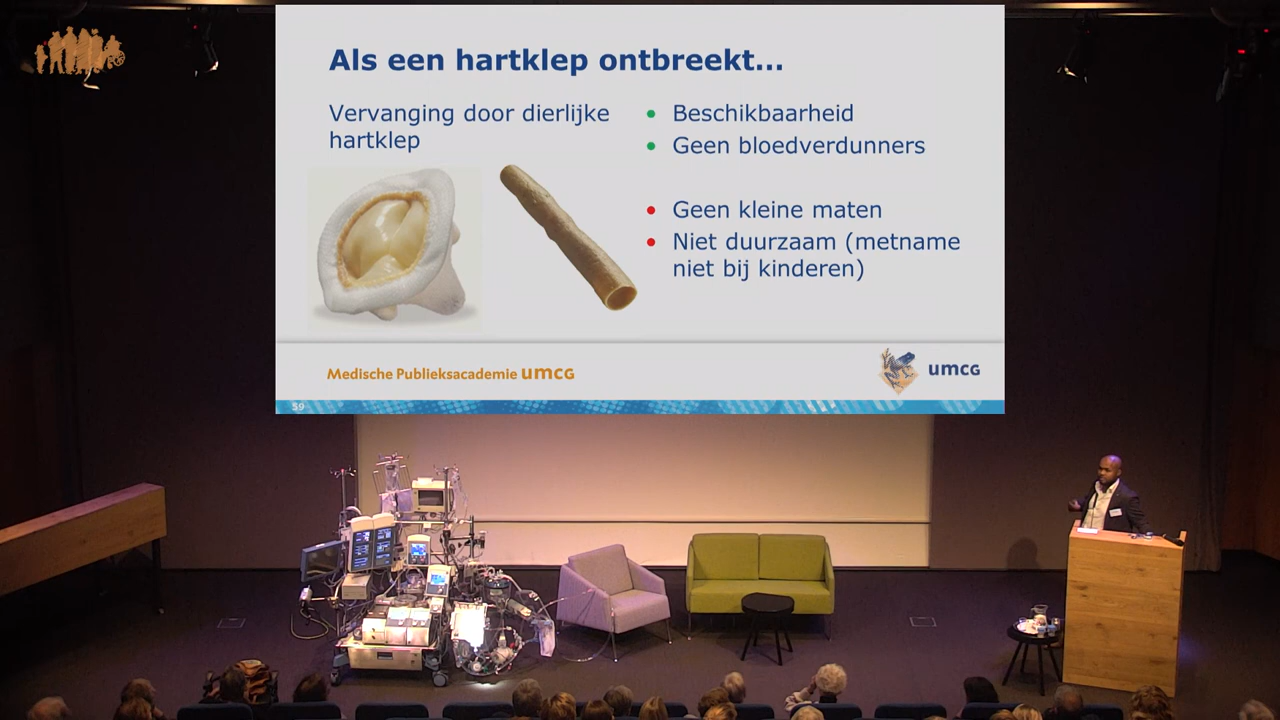 Als een hartklep ontbreekt...
Vervanging door dierlijke
hartklep
Beschikbaarheid
Geen bloedverdunners
Geen kleine maten
Niet duurzaam (metname
niet bij kinderen)
Medische Publieksacademie umcg
umcg
59